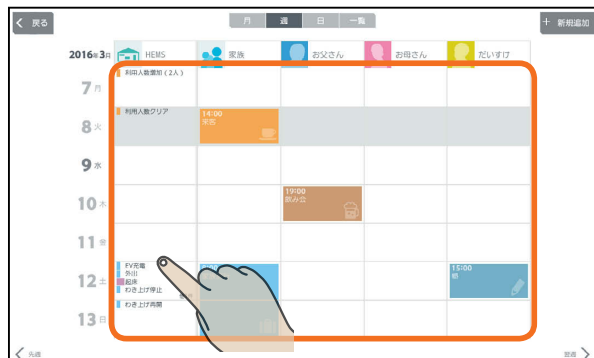 戻る
月 週 日 一覧
+ 新規追加
2016年3月 HEMS 家族 お父さん お母さん だいすけ
7月
利用人数増加（2人）
8火
利用人数クリア
14:00
来客
9水
10木
19:00
飲み会
11金
12土
EV充電
外出
起床
わき上げ停止
15:00
塾
13日
わき上げ再開
先週
翌週